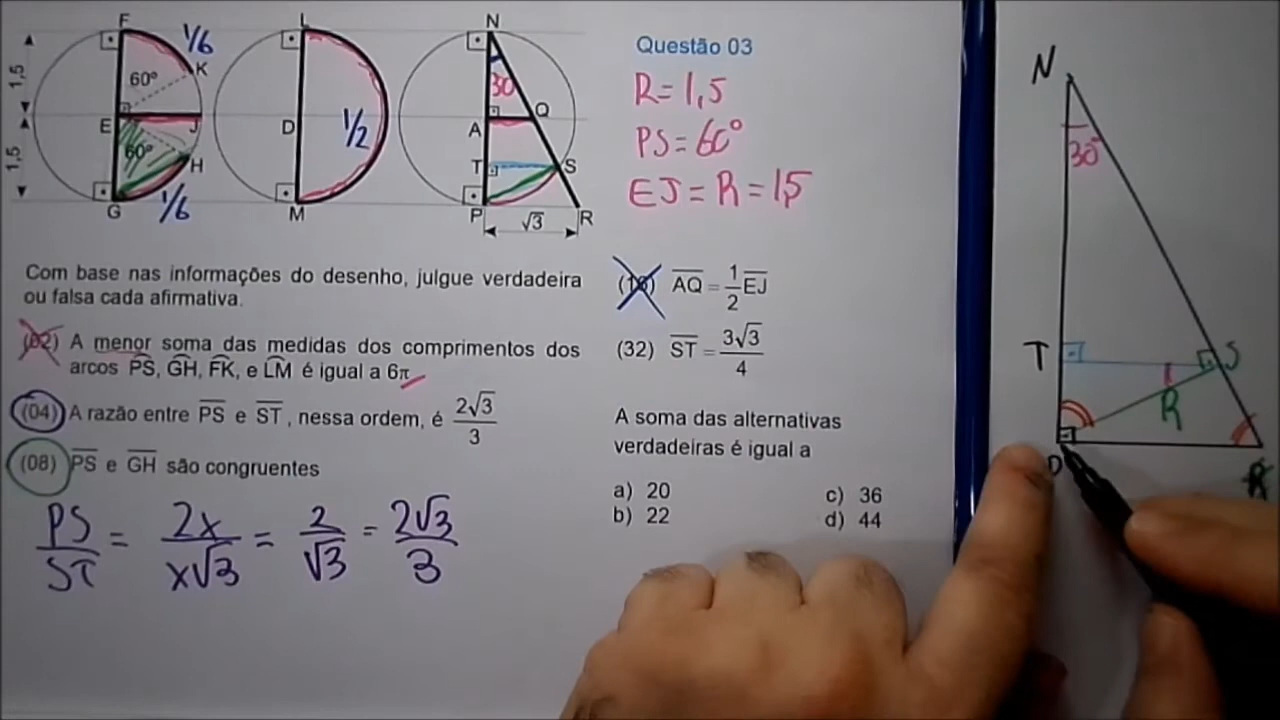 F
1/6
K
60º
1,5
E
J
60º
1,5
H
G
1/6
L
D
1/2
M
N
30
Q
A
T
S
P
R
√3
Questão 03
R = 1,5
PS = 60°
EJ = R = 1,5
Com base nas informações do desenho, julgue verdadeira
ou falsa cada afirmativa.
(02) A menor soma das medidas dos comprimentos dos
arcos PS, GH, FK, e LM é igual a 6π
(04) A razão entre PS e ST, nessa ordem, é 2√3/3
(08) PS e GH são congruentes
PS/ST = 2x/x√3 = 2/√3 = 2√3/3
(16) AQ = 1/2 EJ
(32) ST = 3√3/4
A soma das alternativas
verdadeiras é igual a
a) 20
b) 22
c) 36
d) 44
N
30°
T
S
R
R